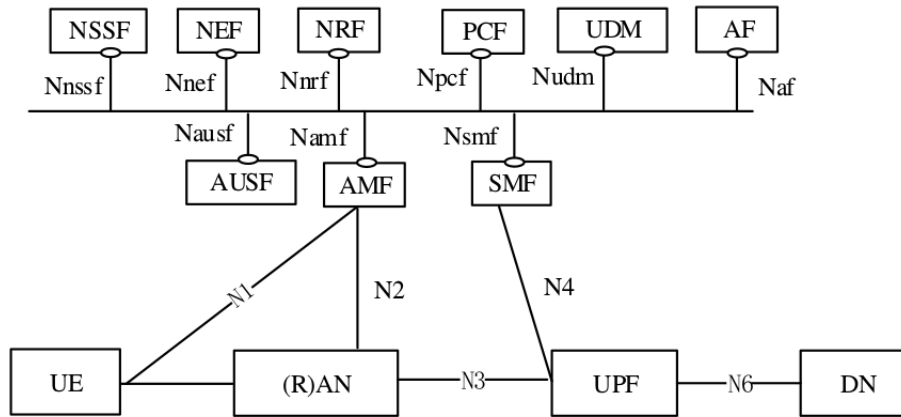 NSSF NEF NRF PCF UDM AF
Nnssf Nnef Nnrf Npcf Nudm Naf
Nausf Namf Nsmf
AUSF AMF SMF
N1 N2 N4
UE (R)AN N3 UPF N6 DN